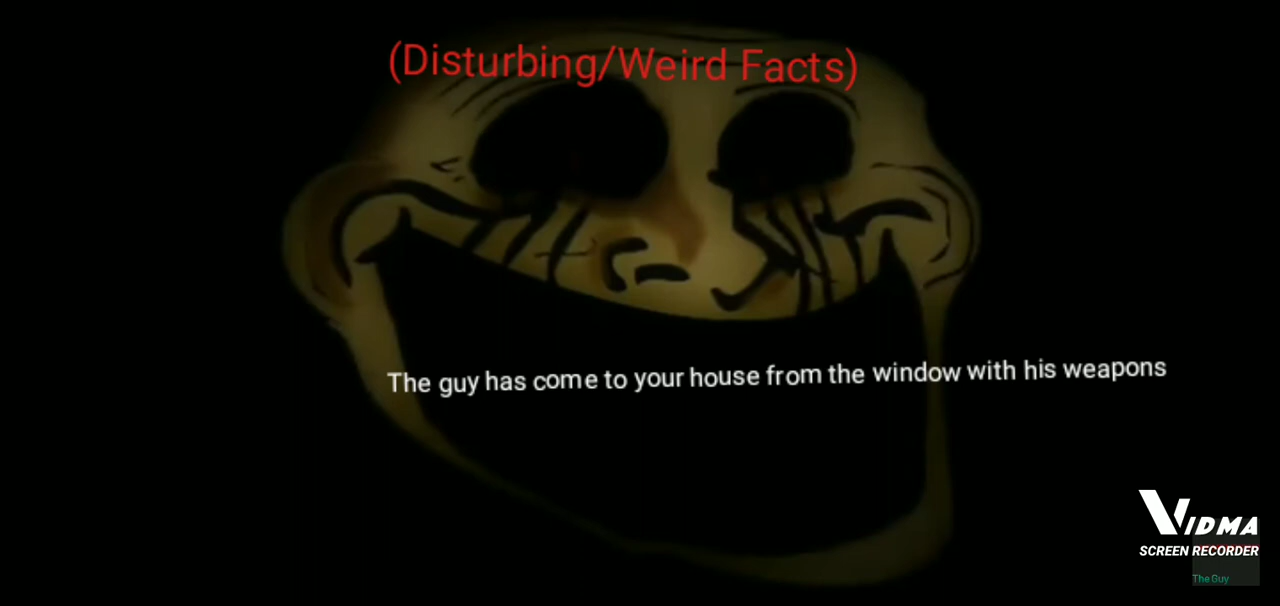 (Disturbing/Weird Facts)
The guy has come to your house from the window with his weapons
VIDMA
SCREEN RECORDER
The Guy